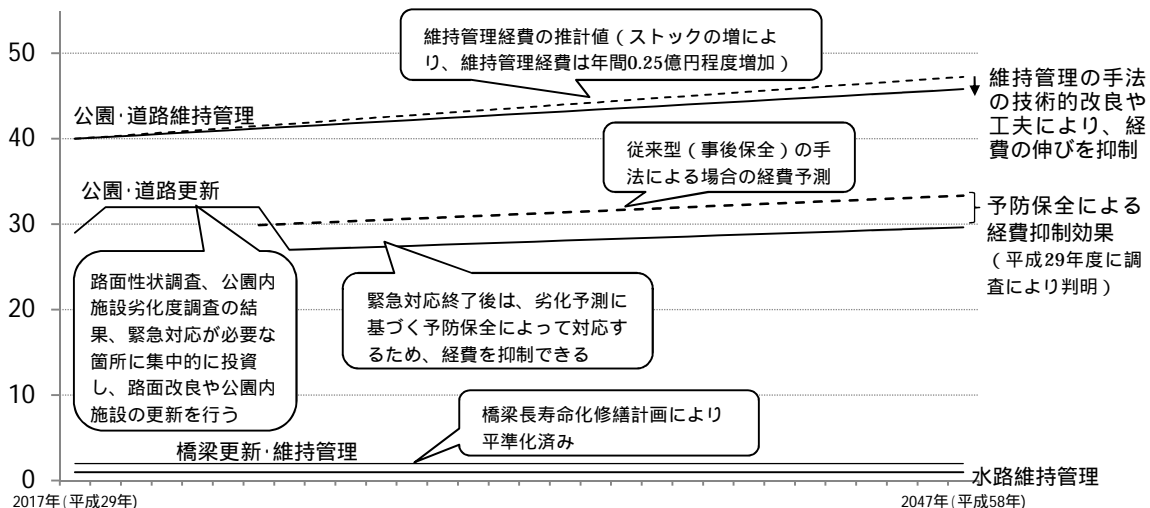 50
40
30
20
10
0
維持管理経費の推計値(ストックの増によ
り、維持管理経費は年間0.25億円程度増加)
公園・道路維持管理
維持管理の手法
の技術的改良や
工夫により、経
費の伸びを抑制
従来型(事後保全)の手
法による場合の経費予測
公園・道路更新
予防保全による
経費抑制効果
(平成29年度に調
査により判明)
路面性状調査、公園内
施設劣化度調査の結
果、緊急対応が必要な
箇所に集中的に投資
し、路面改良や公園内
施設の更新を行う
緊急対応終了後は、劣化予測に
基づく予防保全によって対応す
るため、経費を抑制できる
橋梁長寿命化修繕計画により
平準化済み
橋梁更新・維持管理
水路維持管理
2017年(平成29年)
2047年(平成58年)